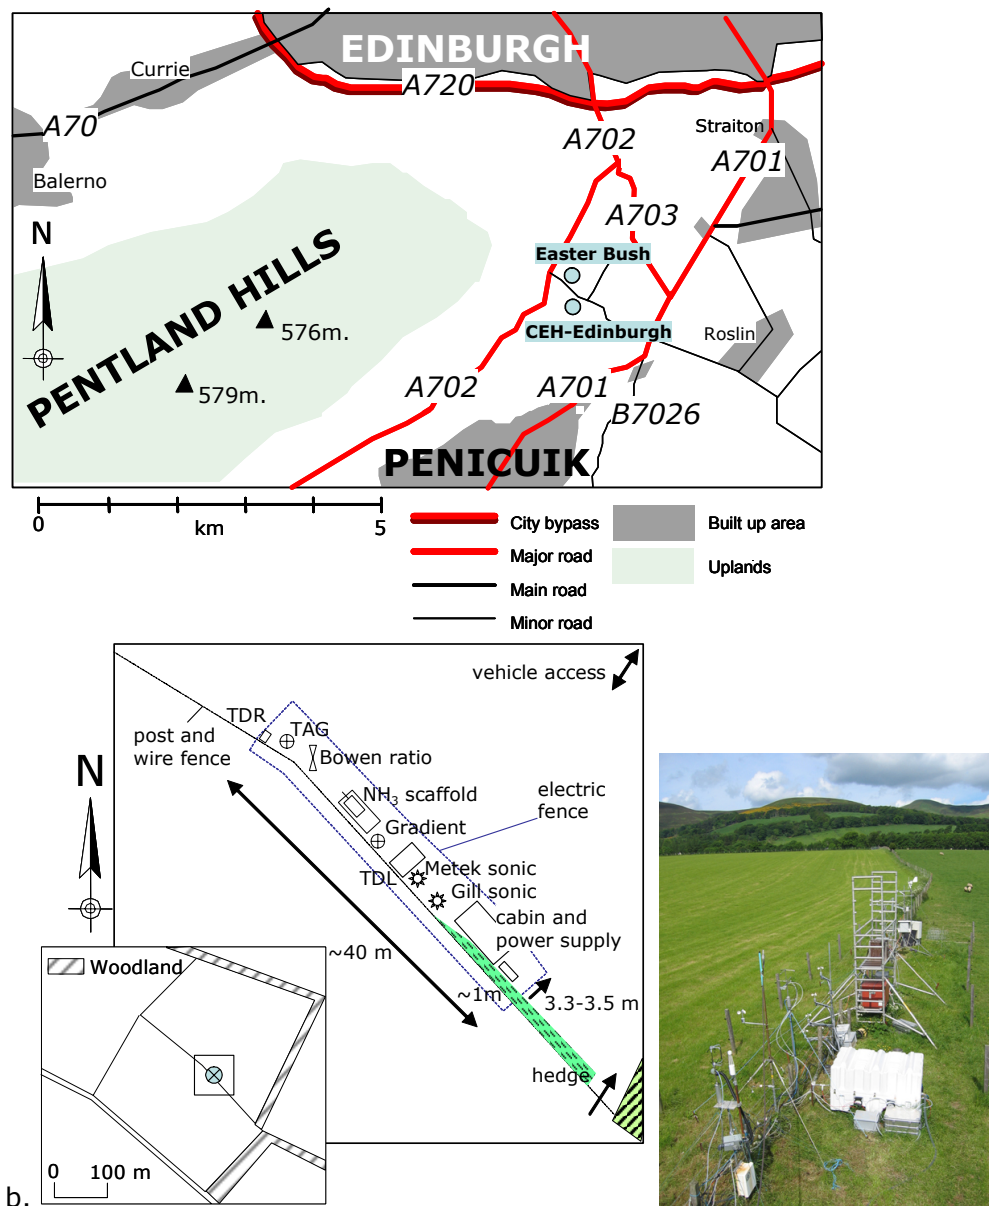 EDINBURGH
Currie
A720
A70
A702
Straiton
A701
Balerno
A703
N
Easter Bush
PENTLAND HILLS
576m.
CEH-Edinburgh
Roslin
579m.
A702
A701
B7026
PENICUIK
0
km
5
City bypass
Built up area
Major road
Uplands
Main road
Minor road
vehicle access
TDR
TAG
post and
wire fence
Bowen ratio
N
NH3 scaffold
electric
fence
Gradient
Metek sonic
TDL
Gill sonic
cabin and
power supply
~40 m
Woodland
~1m
3.3-3.5 m
hedge
0
100 m
b.